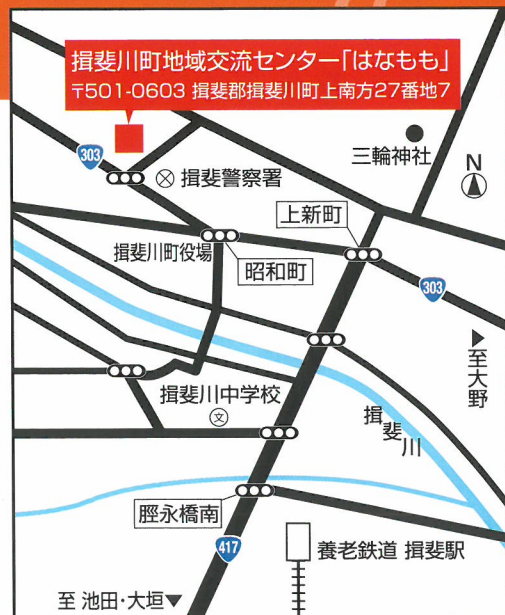 揖斐川町地域交流センター「はなもも」
〒501-0603 揖斐郡揖斐川町上南方27番地7
303
三輪神社
N
揖斐警察署
上新町
揖斐川町役場
昭和町
303
至大野
揖斐川中学校
文
揖斐川
脛永橋南
417
養老鉄道 揖斐駅
至 池田・大垣